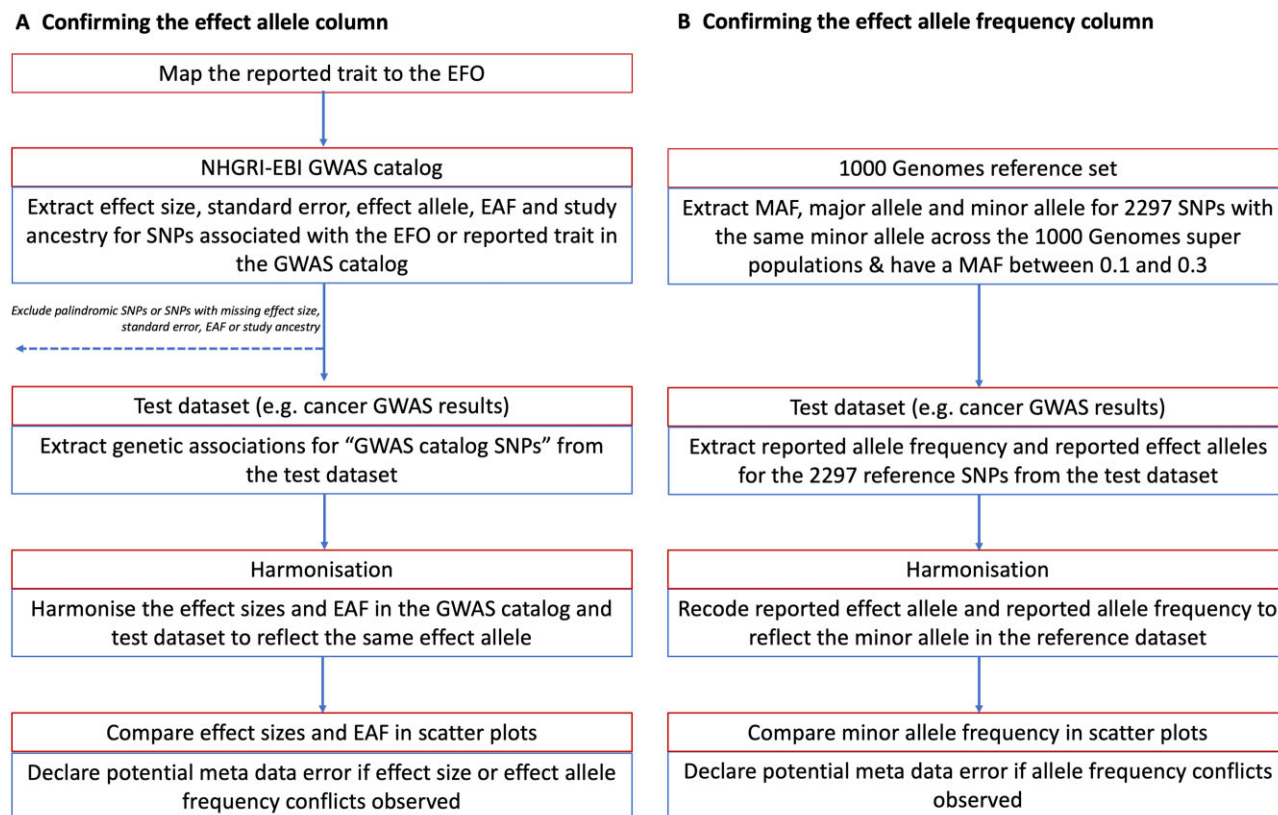 A Confirming the effect allele column
Map the reported trait to the EFO
NHGRI-EBI GWAS catalog
Extract effect size, standard error, effect allele, EAF and study
ancestry for SNPs associated with the EFO or reported trait in
the GWAS catalog
Exclude palindromic SNPs or SNPs with missing effect size,
standard error, EAF or study ancestry
Test dataset (e.g. cancer GWAS results)
Extract genetic associations for “GWAS catalog SNPs” from
the test dataset
Harmonisation
Harmonise the effect sizes and EAF in the GWAS catalog and
test dataset to reflect the same effect allele
Compare effect sizes and EAF in scatter plots
Declare potential meta data error if effect size or effect allele
frequency conflicts observed
B Confirming the effect allele frequency column
1000 Genomes reference set
Extract MAF, major allele and minor allele for 2297 SNPs with
the same minor allele across the 1000 Genomes super
populations & have a MAF between 0.1 and 0.3
Test dataset (e.g. cancer GWAS results)
Extract reported allele frequency and reported effect alleles
for the 2297 reference SNPs from the test dataset
Harmonisation
Recode reported effect allele and reported allele frequency to
reflect the minor allele in the reference dataset
Compare minor allele frequency in scatter plots
Declare potential meta data error if allele frequency conflicts
observed